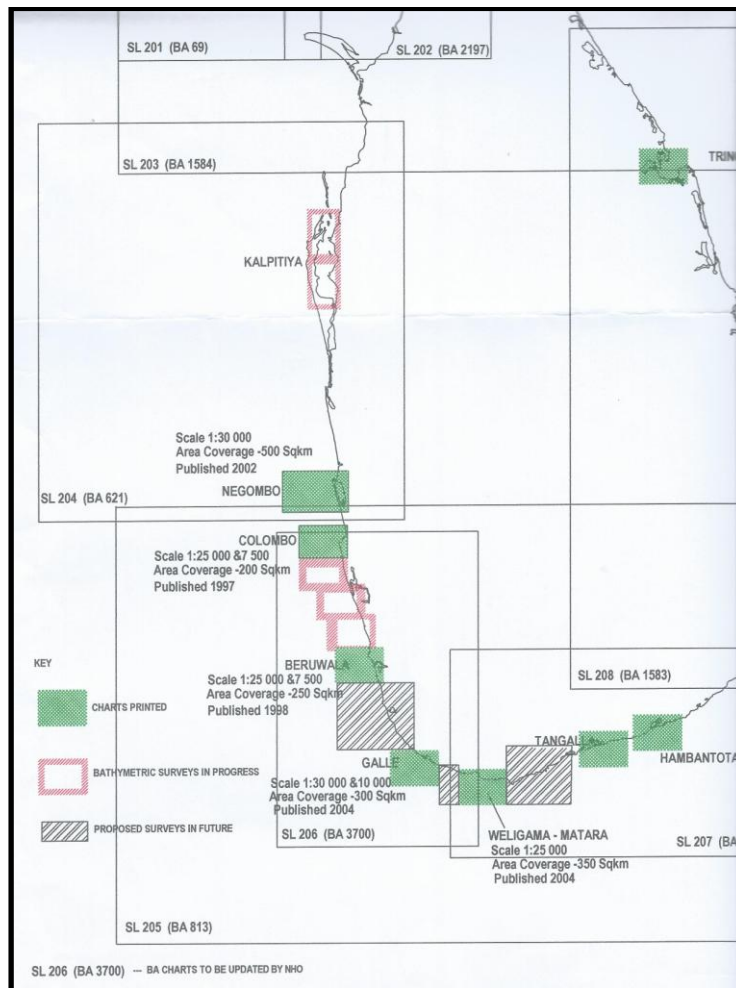 SL 201 (BA 69)
SL 202 (BA 2197)
SL 203 (BA 1584)
KALPITIYA
Scale 1:30 000
Area Coverage -500 Sqkm
Published 2002
NEGOMBO
SL 204 (BA 621)
COLOMBO
Scale 1:25 000 &7 500
Area Coverage -200 Sqkm
Published 1997
KEY
BERUWALA
Scale 1:25 000 &7 500
Area Coverage -250 Sqkm
Published 1998
SL 208 (BA 1583)
CHARTS PRINTED
TANGALL
HAMBANTOTA
GALLE
BATHYMETRIC SURVEYS IN PROGRESS
Scale 1:30 000 &10 000
Area Coverage -300 Sqkm
Published 2004
PROPOSED SURVEYS IN FUTURE
SL 206 (BA 3700)
WELIGAMA - MATARA
Scale 1:25 000
Area Coverage -350 Sqkm
Published 2004
SL 207 (BA
SL 205 (BA 813)
SL 206 (BA 3700) --- BA CHARTS TO BE UPDATED BY NHO